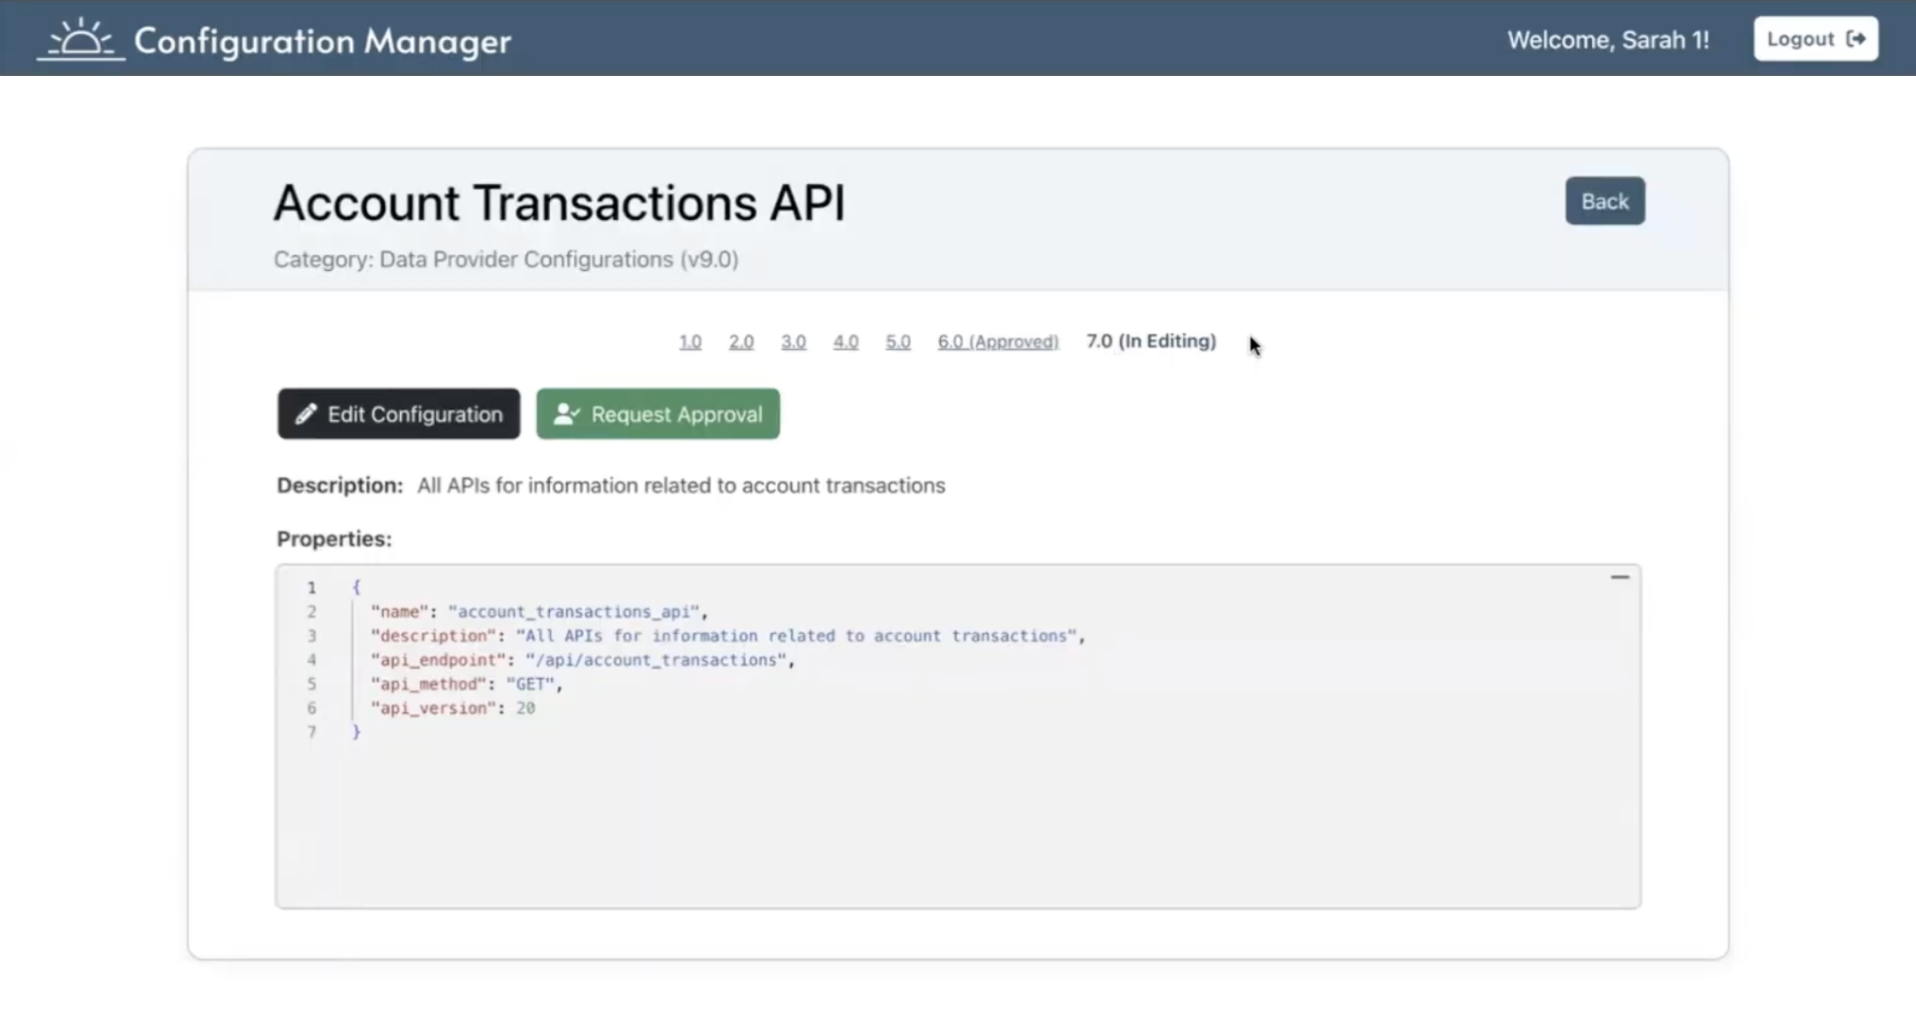 Configuration Manager
Welcome, Sarah 1!
Logout
Account Transactions API
Back
Category: Data Provider Configurations (v9.0)
1.0 2.0 3.0 4.0 5.0 6.0 (Approved) 7.0 (In Editing)
Edit Configuration
Request Approval
Description: All APIs for information related to account transactions
Properties:
1 {
2 "name": "account_transactions_api",
3 "description": "All APIs for information related to account transactions",
4 "api_endpoint": "/api/account_transactions",
5 "api_method": "GET",
6 "api_version": 20
7 }